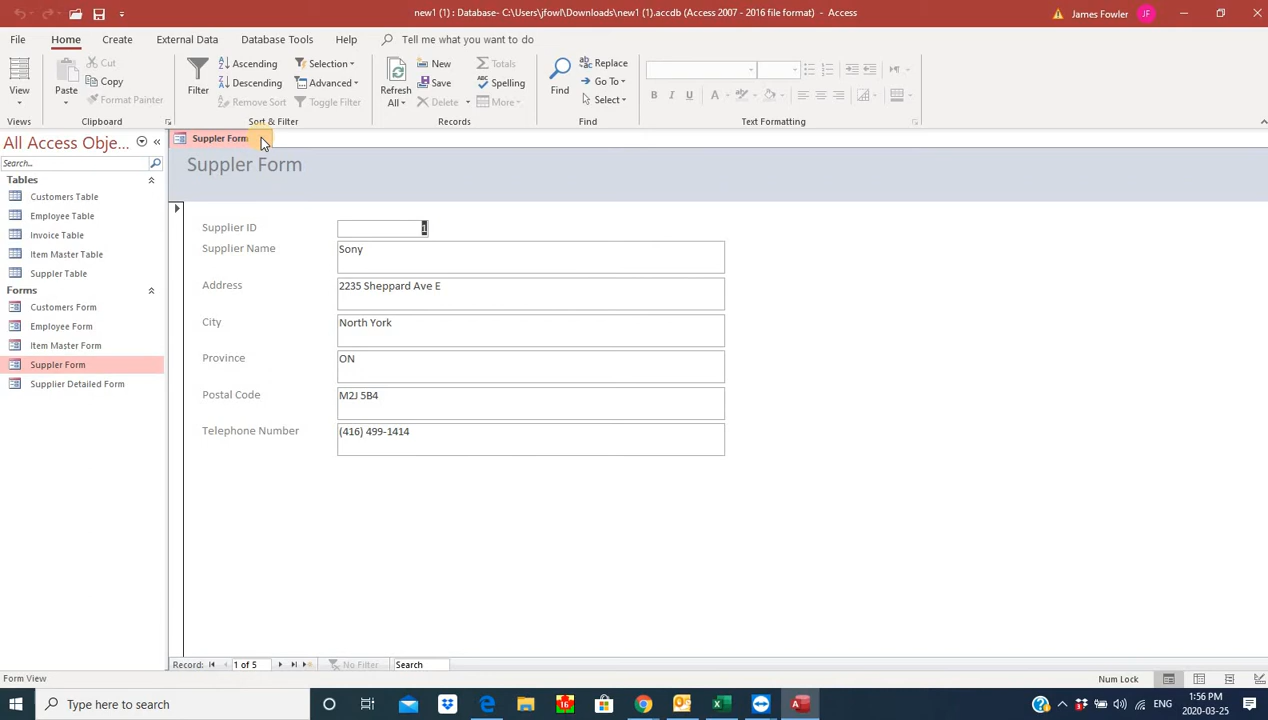 new1 (1) : Database- C:\Users\jfowl\Downloads\new1 (1).accdb (Access 2007 - 2016 file format) - Access
James Fowler JF
File Home Create External Data Database Tools Help Tell me what you want to do
View
Views
Paste
Cut
Copy
Format Painter
Clipboard
Filter
Ascending
Descending
Remove Sort
Selection
Advanced
Toggle Filter
Sort & Filter
Refresh All
New
Save
Delete
Totals
Spelling
More
Records
Find
Replace
Go To
Select
Find
B I U A
Text Formatting
All Access Obje...
Search...
Tables
Customers Table
Employee Table
Invoice Table
Item Master Table
Suppler Table
Forms
Customers Form
Employee Form
Item Master Form
Suppler Form
Supplier Detailed Form
Suppler Form
Suppler Form
Supplier ID 1
Supplier Name Sony
Address 2235 Sheppard Ave E
City North York
Province ON
Postal Code M2J 5B4
Telephone Number (416) 499-1414
Record: 1 of 5 No Filter Search
Form View
Num Lock
Type here to search
16
ENG
1:56 PM
2020-03-25